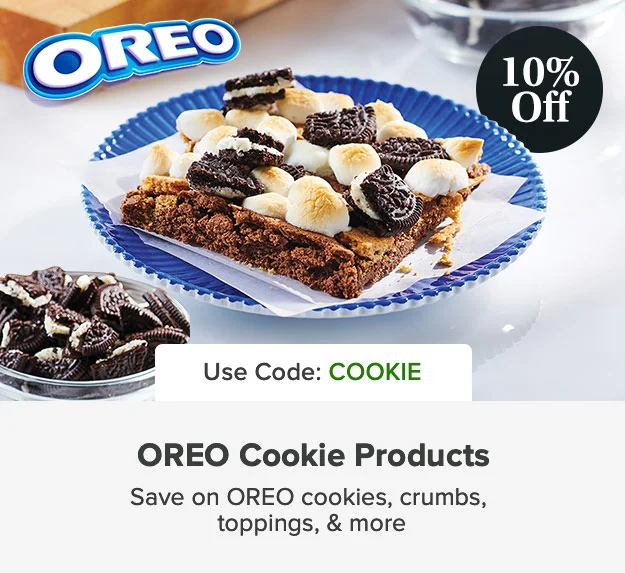 OREO
10%
Off
Use Code: COOKIE
OREO Cookie Products
Save on OREO cookies, crumbs,
toppings, & more